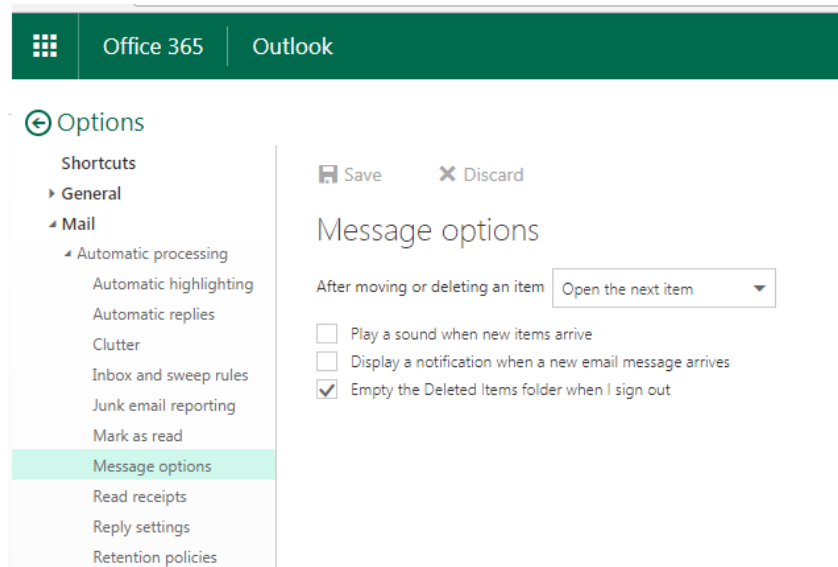 Office 365 Outlook
Options
Shortcuts
General
Mail
Automatic processing
Automatic highlighting
Automatic replies
Clutter
Inbox and sweep rules
Junk email reporting
Mark as read
Message options
Read receipts
Reply settings
Retention policies
Save Discard
Message options
After moving or deleting an item Open the next item
Play a sound when new items arrive
Display a notification when a new email message arrives
Empty the Deleted Items folder when I sign out